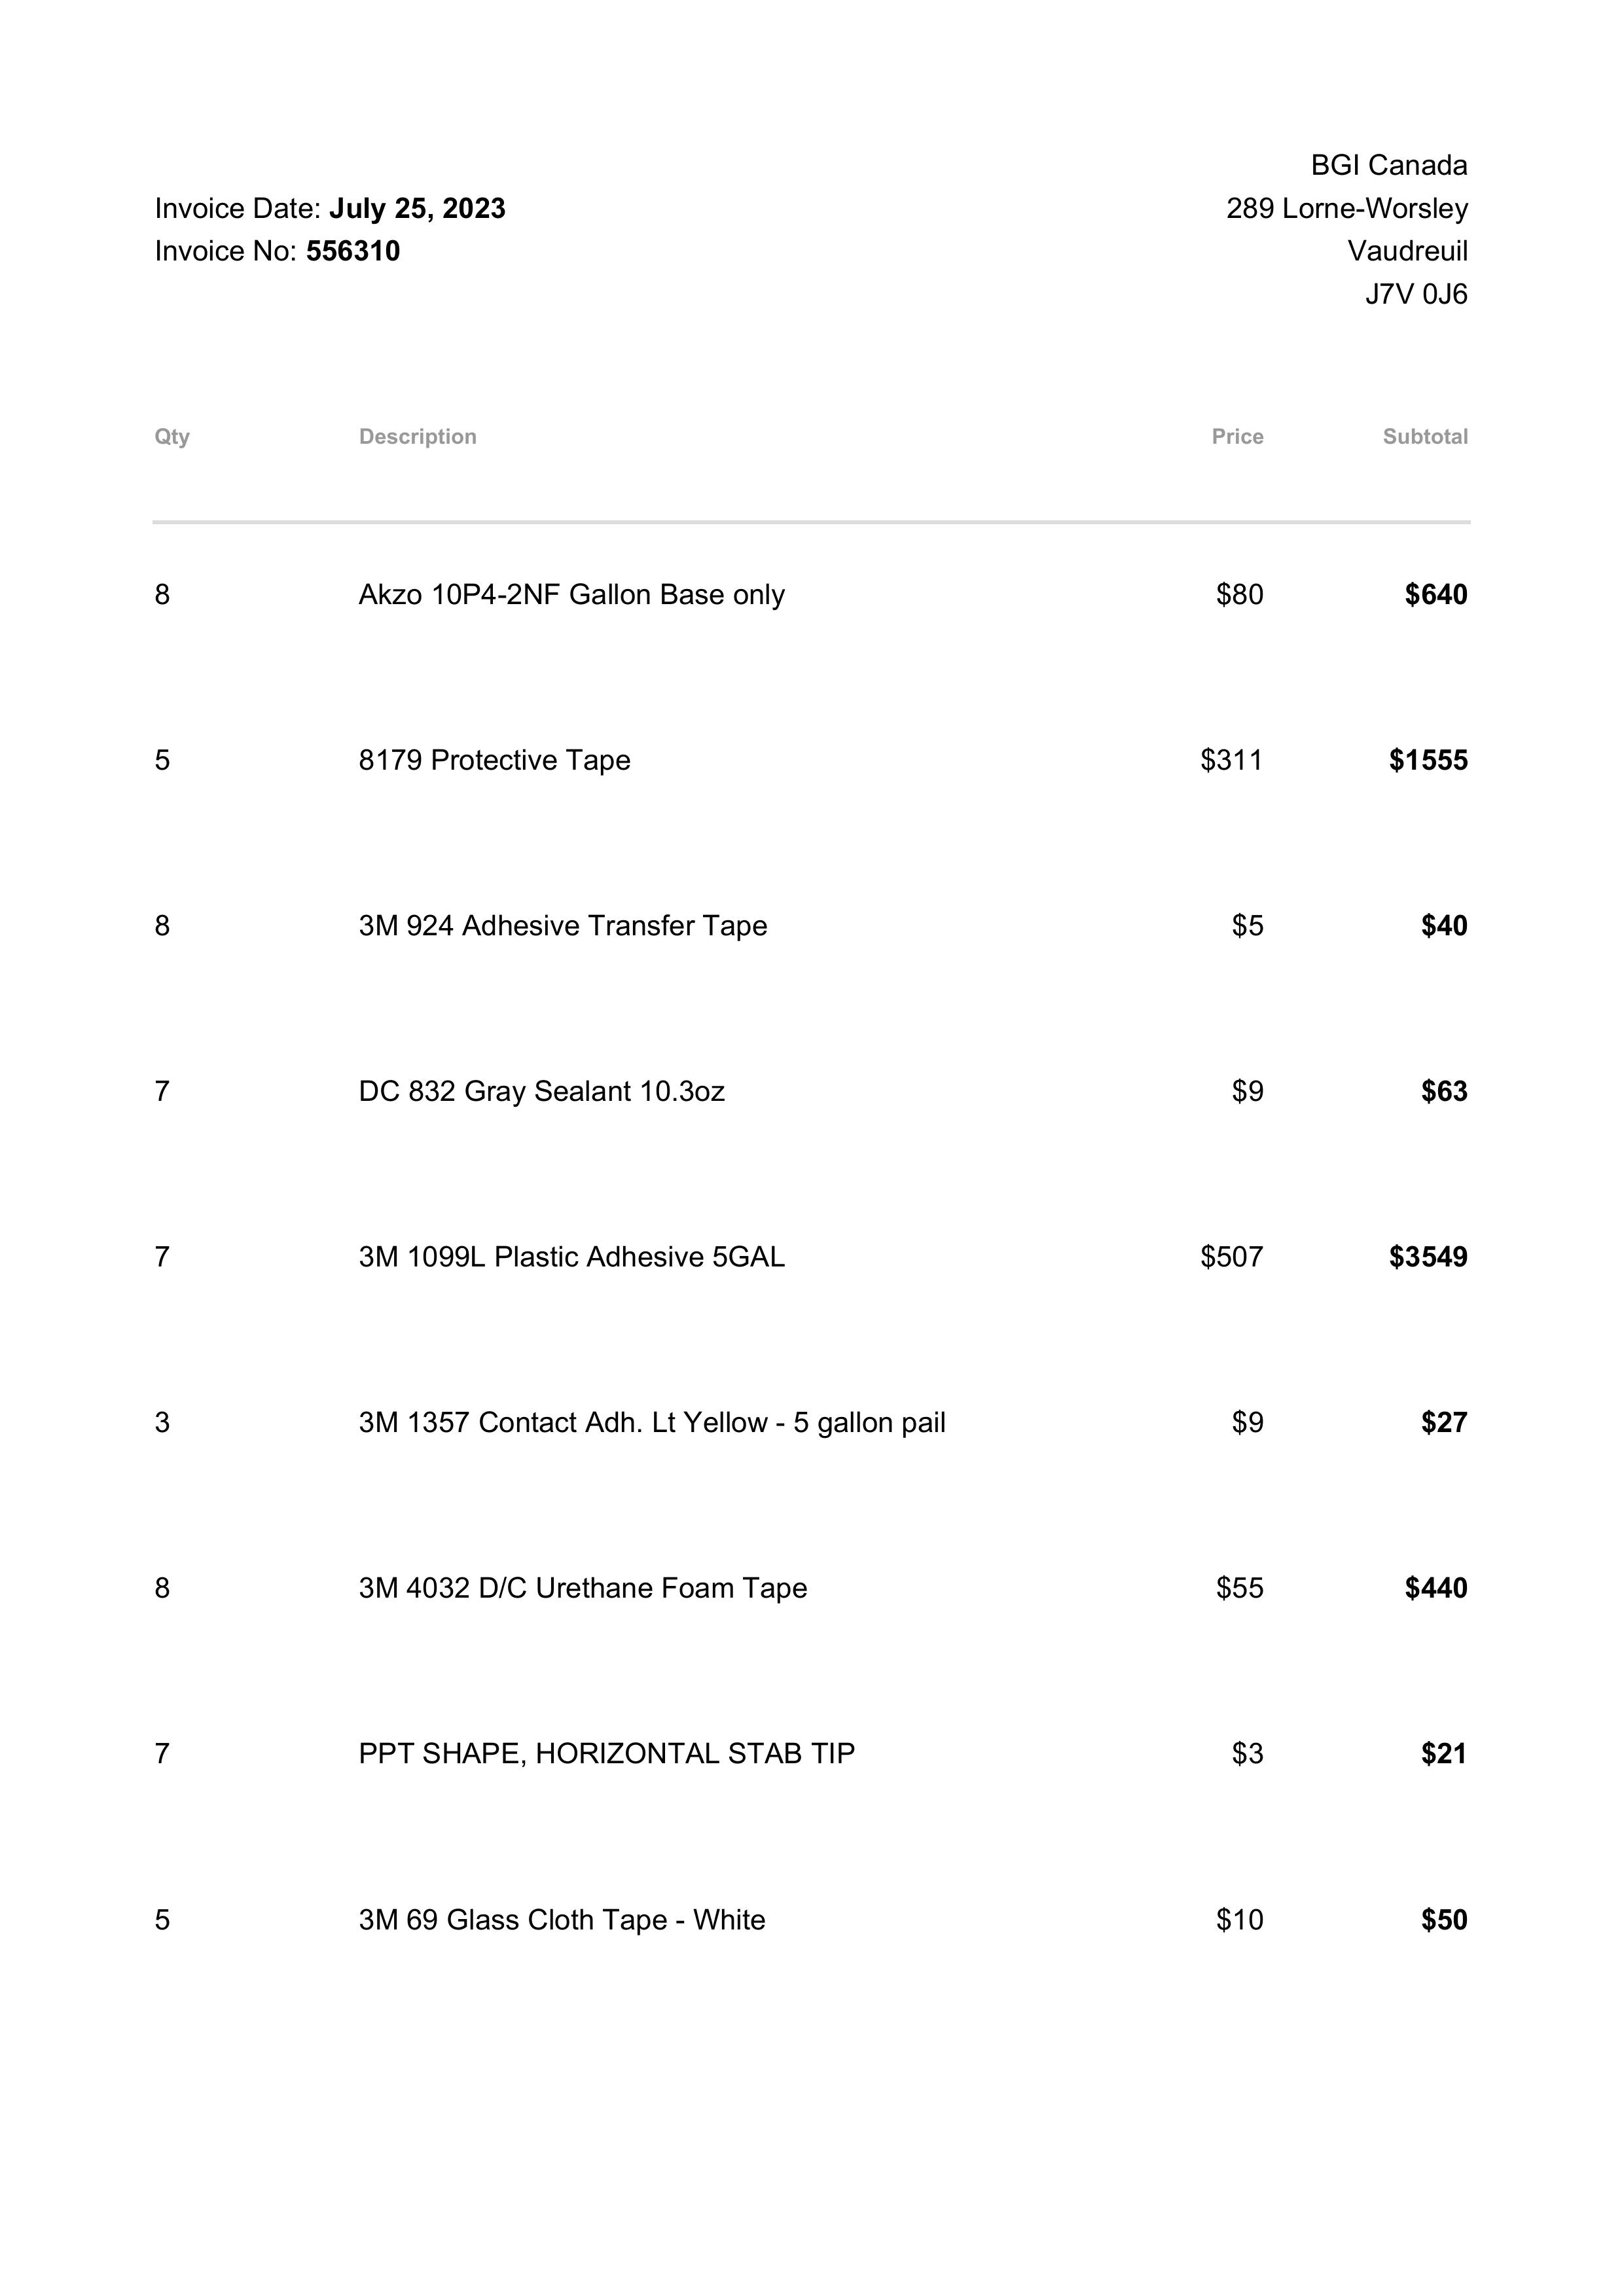 BGI Canada
Invoice Date: July 25, 2023 289 Lorne-Worsley
Invoice No: 556310 Vaudreuil
J7V 0J6
Qty Description Price Subtotal
8 Akzo 10P4-2NF Gallon Base only $80 $640
5 8179 Protective Tape $311 $1555
8 3M 924 Adhesive Transfer Tape $5 $40
7 DC 832 Gray Sealant 10.3oz $9 $63
7 3M 1099L Plastic Adhesive 5GAL $507 $3549
3 3M 1357 Contact Adh. Lt Yellow - 5 gallon pail $9 $27
8 3M 4032 D/C Urethane Foam Tape $55 $440
7 PPT SHAPE, HORIZONTAL STAB TIP $3 $21
5 3M 69 Glass Cloth Tape - White $10 $50